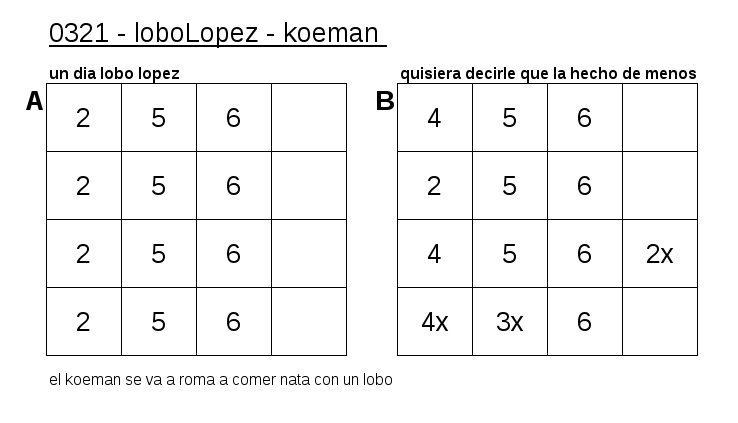 0321 - loboLopez - koeman
un dia lobo lopez
quisiera decirle que la hecho de menos
A
2 5 6
2 5 6
2 5 6
2 5 6
B
4 5 6
2 5 6
4 5 6 2x
4x 3x 6
el koeman se va a roma a comer nata con un lobo